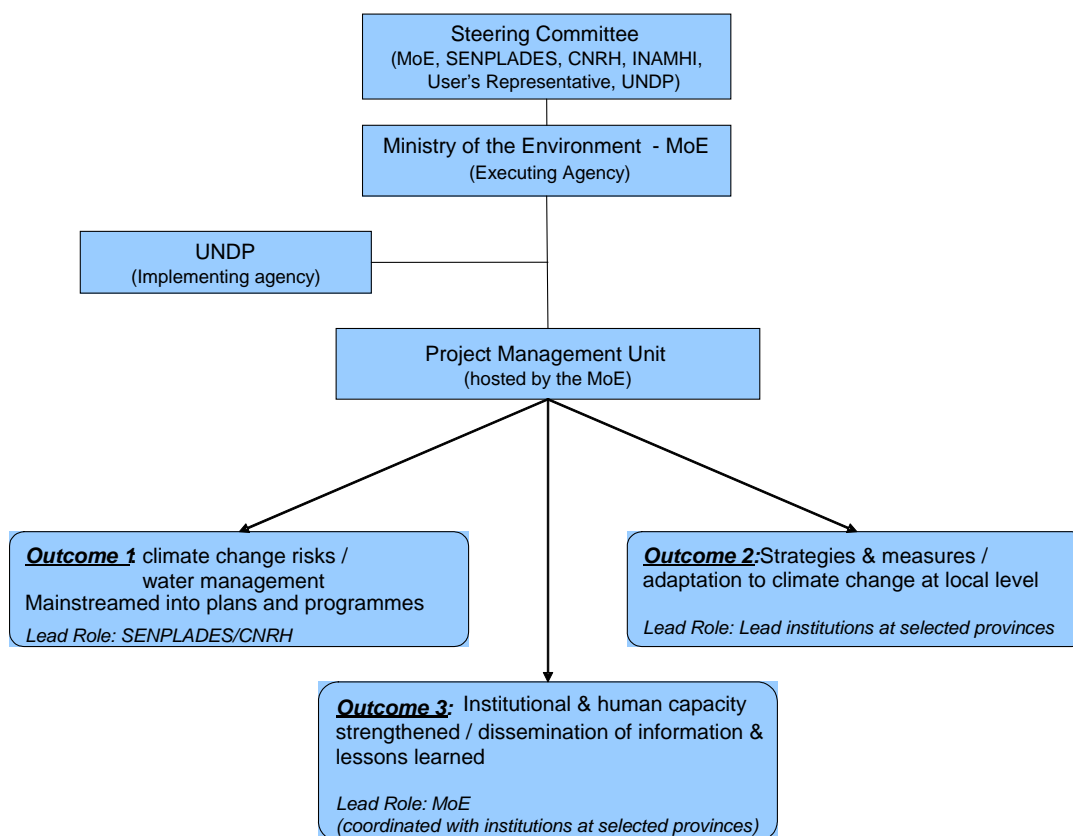 Steering Committee
(MoE, SENPLADES, CNRH, INAMHI,
User's Representative, UNDP)
Ministry of the Environment - MoE
(Executing Agency)
UNDP
(Implementing agency)
Project Management Unit
(hosted by the MoE)
Outcome 1: climate change risks /
water management
Mainstreamed into plans and programmes
Lead Role: SENPLADES/CNRH
Outcome 2:Strategies & measures /
adaptation to climate change at local level
Lead Role: Lead institutions at selected provinces
Outcome 3: Institutional & human capacity
strengthened / dissemination of information &
lessons learned
Lead Role: MoE
(coordinated with institutions at selected provinces)